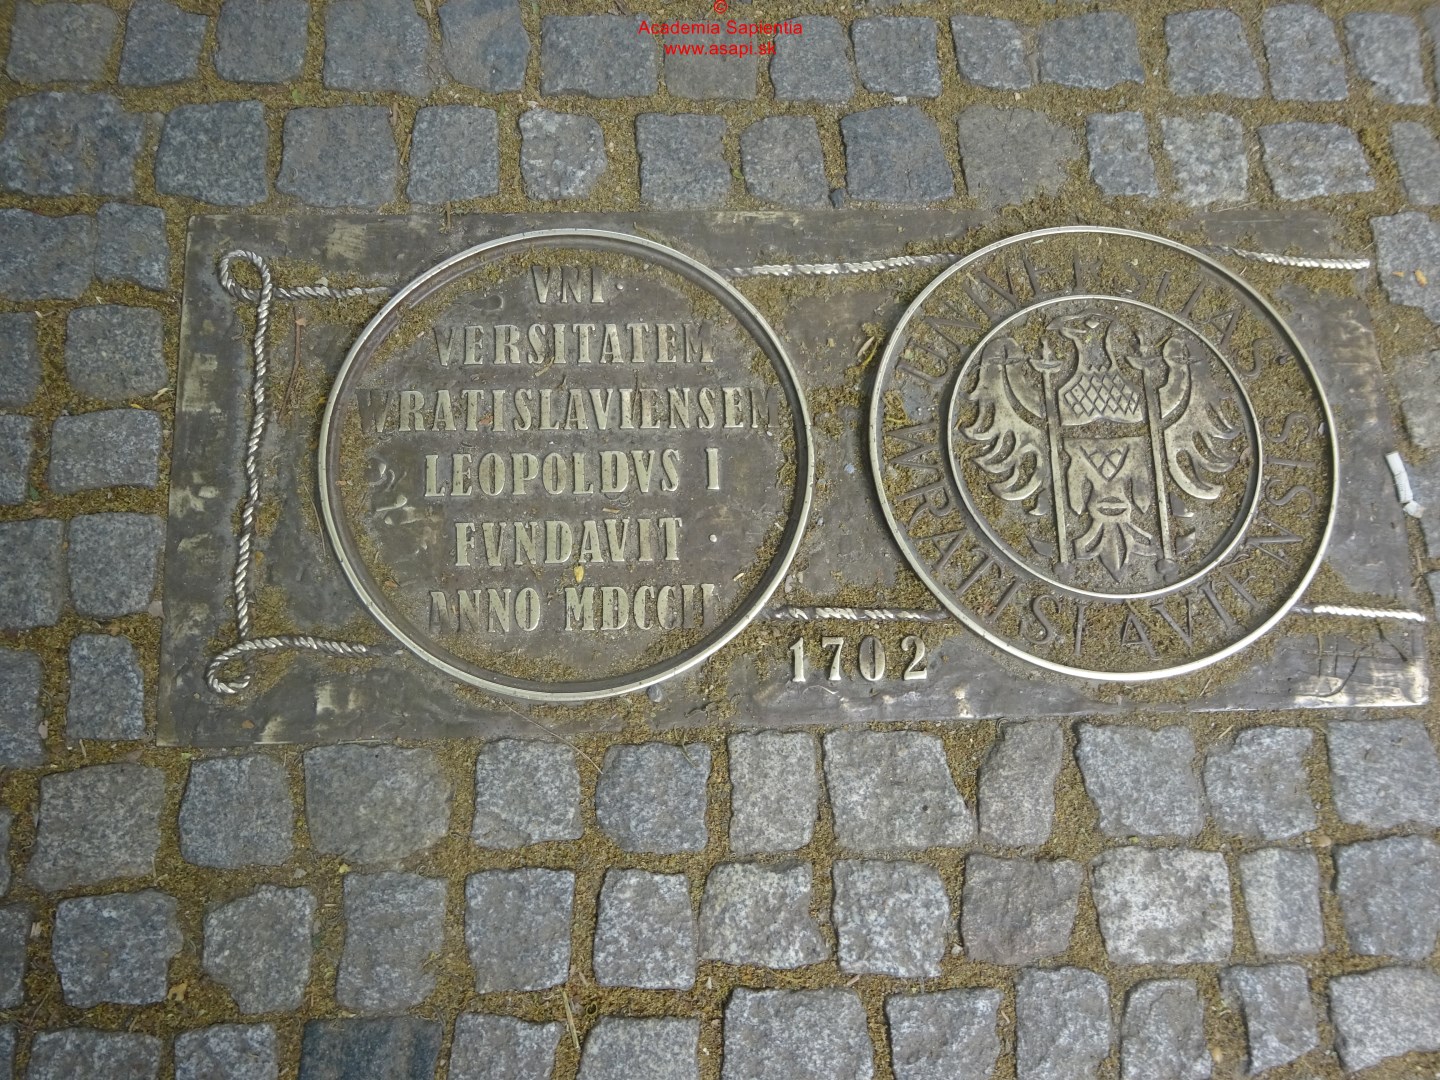 ©
Academia Sapientia
www.asapi.sk
VNI
VERSITATEM
WRATISLAVIENSEM
LEOPOLDVS I
FVNDAVIT
ANNO MDCCII
UNIVERSITAS
WRATISLAVIENSIS
1702